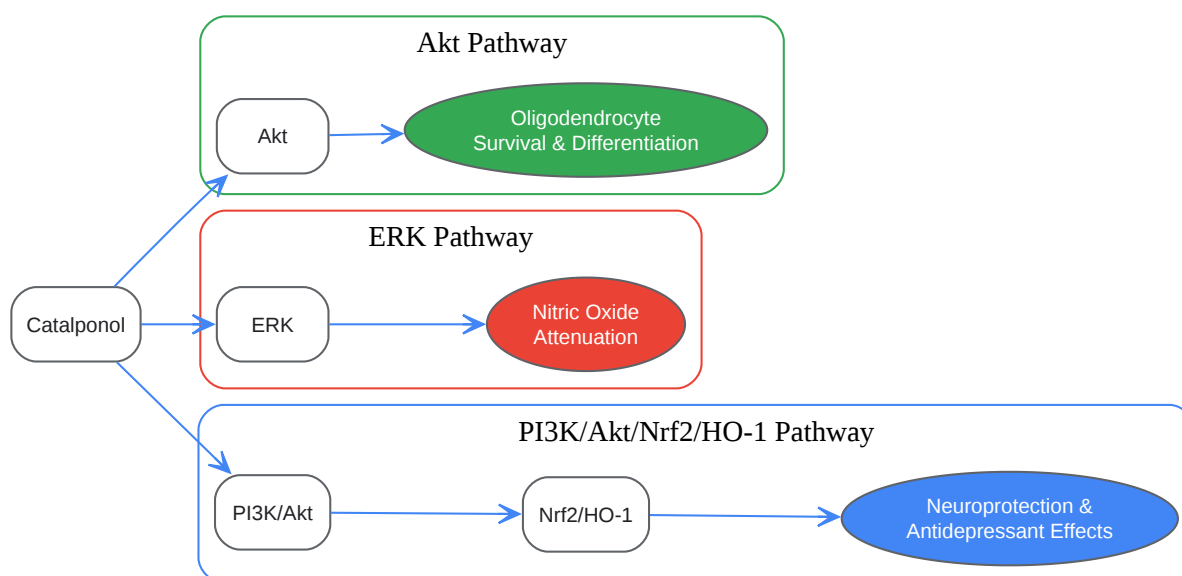 Akt Pathway
Akt
Oligodendrocyte
Survival & Differentiation
ERK Pathway
Catalponol
ERK
Nitric Oxide
Attenuation
PI3K/Akt/Nrf2/HO-1 Pathway
PI3K/Akt
Nrf2/HO-1
Neuroprotection &
Antidepressant Effects